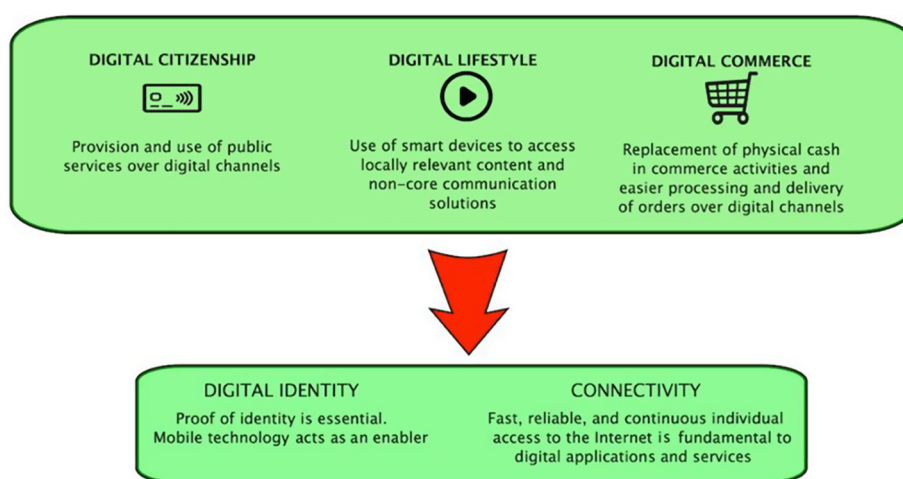 DIGITAL CITIZENSHIP
Provision and use of public
services over digital channels
DIGITAL LIFESTYLE
Use of smart devices to access
locally relevant content and
non-core communication
solutions
DIGITAL COMMERCE
Replacement of physical cash
in commerce activities and
easier processing and delivery
of orders over digital channels
DIGITAL IDENTITY
Proof of identity is essential.
Mobile technology acts as an enabler
CONNECTIVITY
Fast, reliable, and continuous individual
access to the Internet is fundamental to
digital applications and services